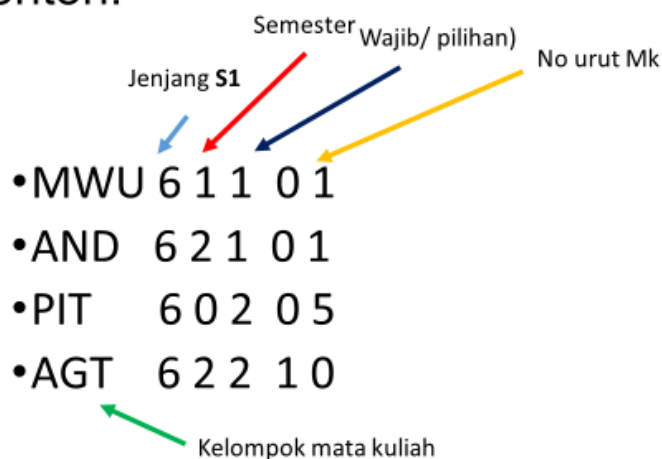 Semester
Wajib/ pilihan)
No urut Mk
Jenjang S1
•MWU 6 1 1 0 1
•AND 6 2 1 0 1
•PIT 6 0 2 0 5
•AGT 6 2 2 1 0
Kelompok mata kuliah